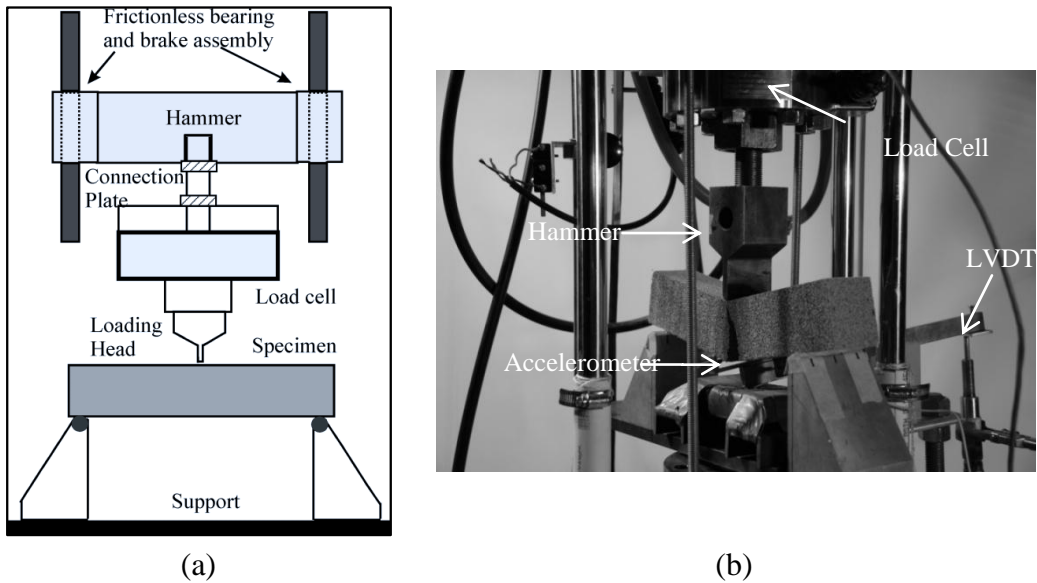 Frictionless bearing
and brake assembly
Hammer
Connection
Plate
Load cell
Loading
Head
Specimen
Support
(a)
Load Cell
Hammer
LVDT
Accelerometer
(b)